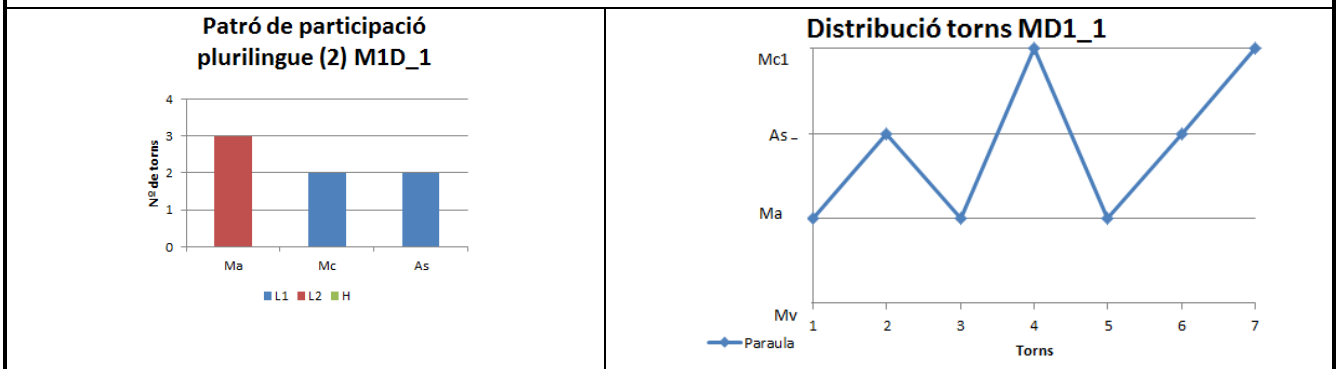 Patró de participació
plurilingue (2) M1D_1
4
3
2
1
0
Nº de torns
Ma Mc As
L1 L2 H
Distribució torns MD1_1
Mc1
As
Ma
Mv
1 2 3 4 5 6 7
Paraula
Torns